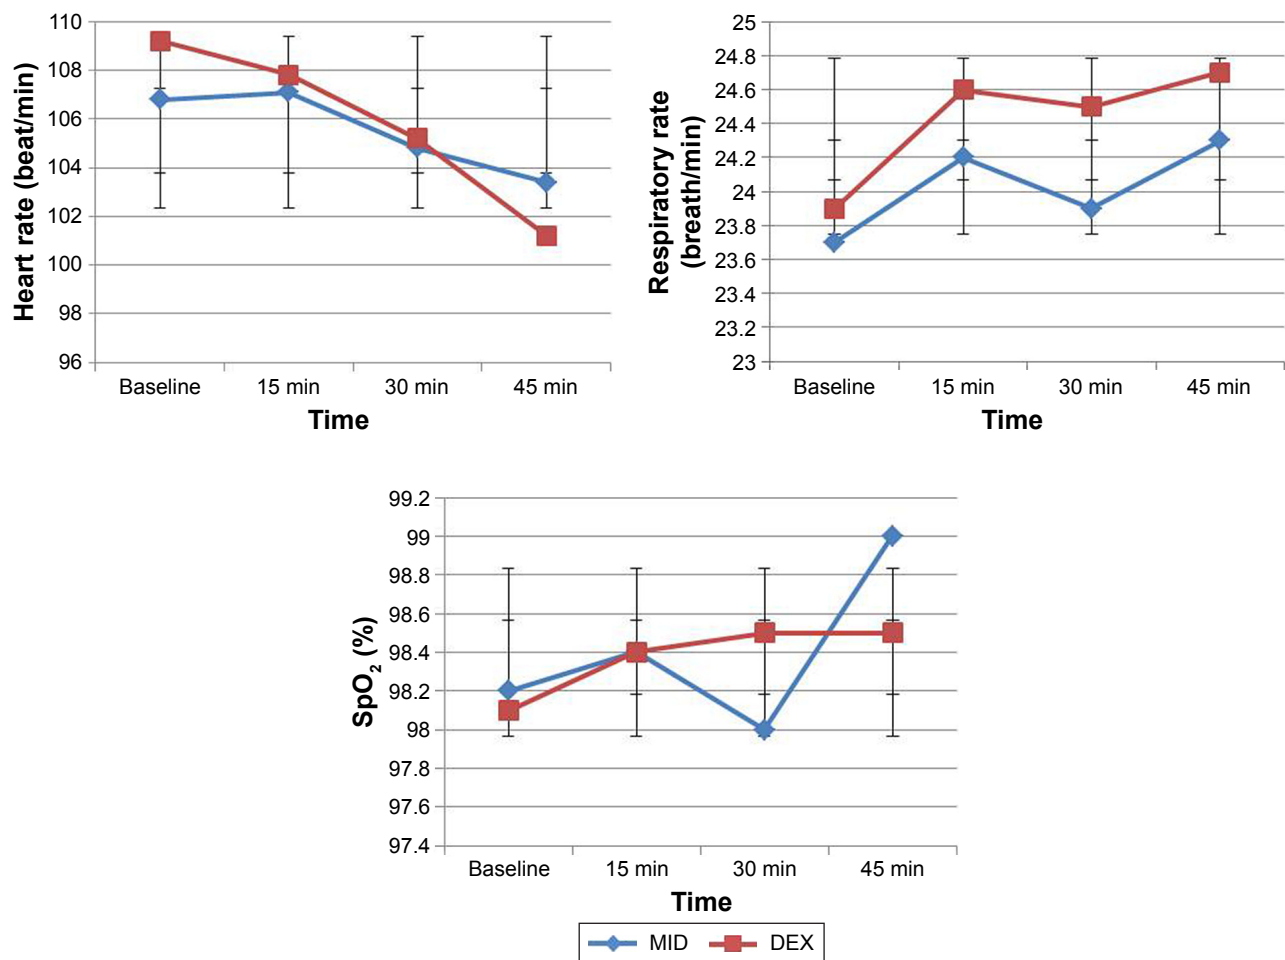 Heart rate (beat/min)
110
108
106
104
102
100
98
96
Baseline 15 min 30 min 45 min
Time
Respiratory rate
(breath/min)
25
24.8
24.6
24.4
24.2
24
23.8
23.6
23.4
23.2
23
Baseline 15 min 30 min 45 min
Time
SpO₂ (%)
99.2
99
98.8
98.6
98.4
98.2
98
97.8
97.6
97.4
Baseline 15 min 30 min 45 min
Time
MID DEX